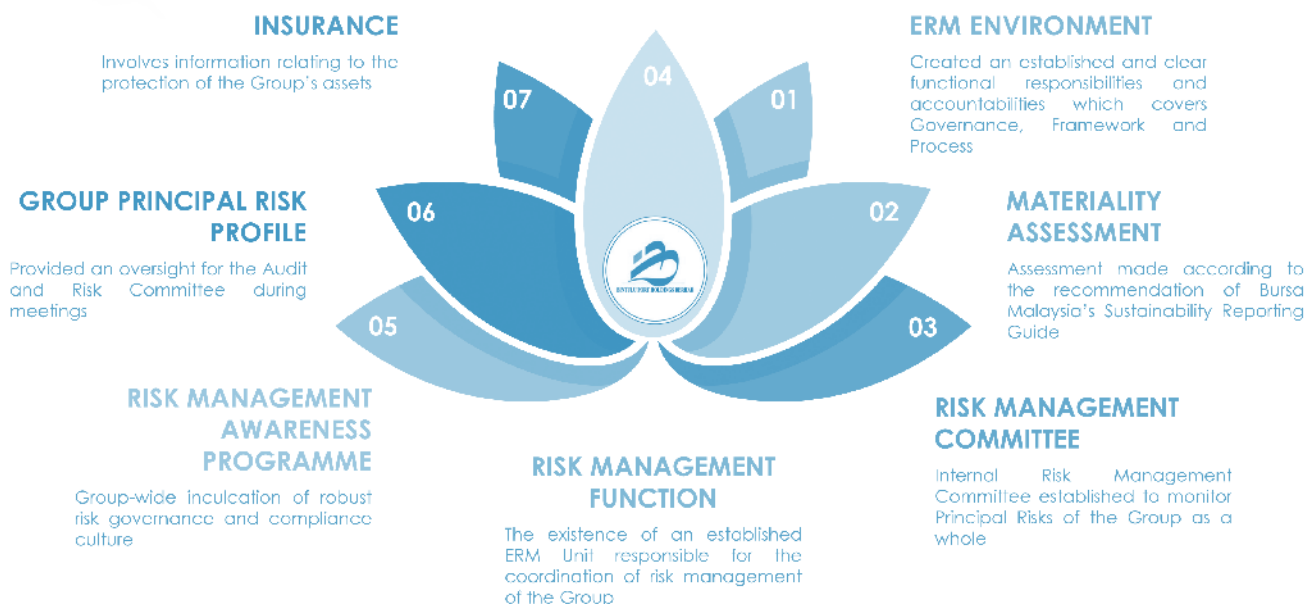 04
01
ERM ENVIRONMENT
Created an established and clear
functional responsibilities and
accountabilities which covers
Governance, Framework and
Process
02
MATERIALITY
ASSESSMENT
Assessment made according to
the recommendation of Bursa
Malaysia's Sustainability Reporting
Guide
03
RISK MANAGEMENT
COMMITTEE
Internal Risk Management
Committee established to monitor
Principal Risks of the Group as a
whole
RISK MANAGEMENT
FUNCTION
The existence of an established
ERM Unit responsible for the
coordination of risk management
of the Group
05
RISK MANAGEMENT
AWARENESS
PROGRAMME
Group-wide inculcation of robust
risk governance and compliance
culture
06
GROUP PRINCIPAL RISK
PROFILE
Provided an oversight for the Audit
and Risk Committee during
meetings
07
INSURANCE
Involves information relating to the
protection of the Group's assets
BINTULU PORT HOLDINGS BERHAD